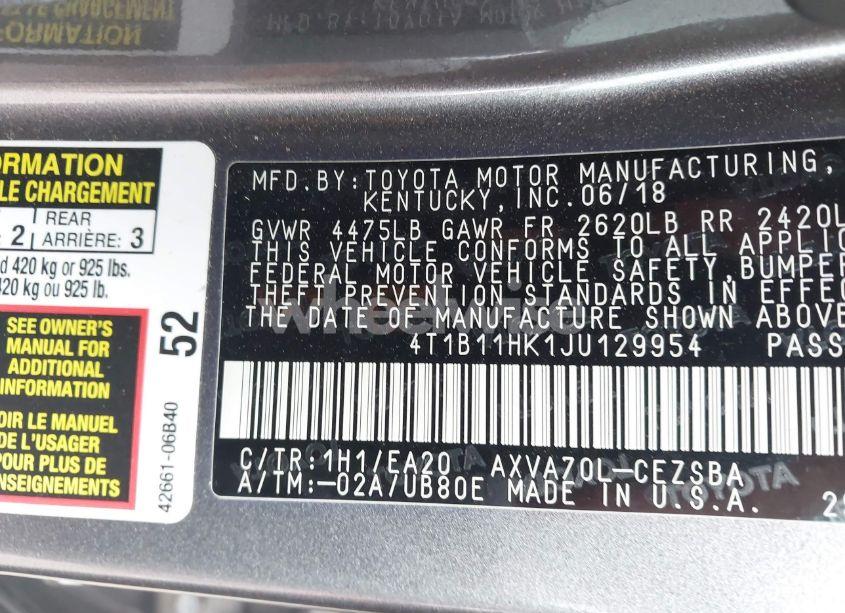 FORMATION
ORMATION
LE CHARGEMENT
2 REAR ARRIÈRE: 3
d 420 kg or 925 lbs.
420 kg ou 925 lb.
SEE OWNER'S
MANUAL FOR
ADDITIONAL
INFORMATION
OIR LE MANUEL
DE L'USAGER
POUR PLUS DE
ENSEIGNEMENTS
52
42661-06B40
MFD.BY:TOYOTA MOTOR MANUFACTURING,
KENTUCKY,INC.06/18
GVWR 4475LB GAWR FR 2620LB RR 2420L
THIS VEHICLE CONFORMS TO ALL APPLIC
FEDERAL MOTOR VEHICLE SAFETY,BUMPER
THEFT PREVENTION STANDARDS IN EFFEC
THE DATE OF MANUFACTURE SHOWN ABOVE
4T1B11HK1JU129954 PASS
C/TR:1H1/EA20 AXVA70L-CEZSBA
A/TM:-02A/UB80E MADE IN U.S.A.
wheelwise